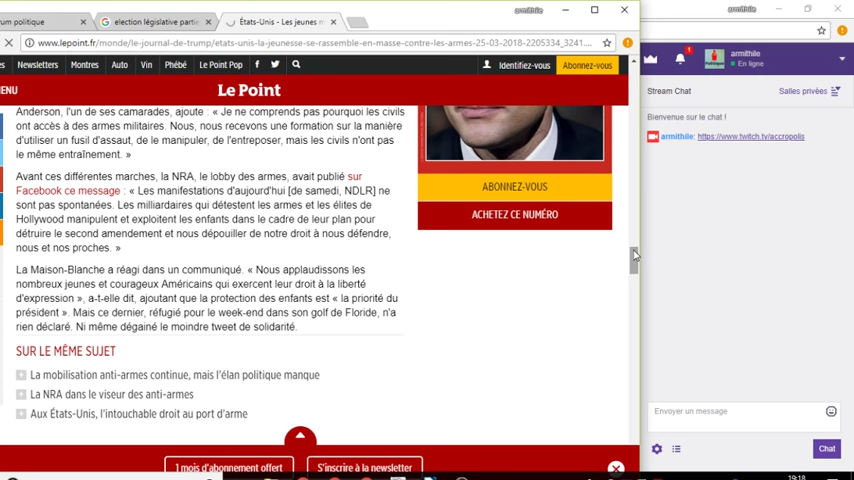 armithile
armithile
rum politique
election législative partie
États-Unis - Les jeunes m
www.lepoint.fr/monde/le-journal-de-trump/etats-unis-la-jeunesse-se-rassemble-en-masse-contre-les-armes-25-03-2018-2205334_3241....
es Newsletters Montres Auto Vin Phébé Le Point Pop Identifiez-vous Abonnez-vous
armithile
En ligne
1
ENU
Le Point
Stream Chat
Salles privées
Anderson, l'un de ses camarades, ajoute : « Je ne comprends pas pourquoi les civils
ont accès à des armes militaires. Nous, nous recevons une formation sur la manière
d'utiliser un fusil d'assaut, de le manipuler, de l'entreposer, mais les civils n'ont pas
le même entraînement. »
Avant ces différentes marches, la NRA, le lobby des armes, avait publié sur
Facebook ce message : « Les manifestations d'aujourd'hui [de samedi, NDLR] ne
sont pas spontanées. Les milliardaires qui détestent les armes et les élites de
Hollywood manipulent et exploitent les enfants dans le cadre de leur plan pour
détruire le second amendement et nous dépouiller de notre droit à nous défendre,
nous et nos proches. »
La Maison-Blanche a réagi dans un communiqué. « Nous applaudissons les
nombreux jeunes et courageux Américains qui exercent leur droit à la liberté
d'expression », a-t-elle dit, ajoutant que la protection des enfants est « la priorité du
président ». Mais ce dernier, réfugié pour le week-end dans son golf de Floride, n'a
rien déclaré. Ni même dégainé le moindre tweet de solidarité.
SUR LE MÊME SUJET
La mobilisation anti-armes continue, mais l'élan politique manque
La NRA dans le viseur des anti-armes
Aux États-Unis, l'intouchable droit au port d'arme
ABONNEZ-VOUS
ACHETEZ CE NUMÉRO
1 mois d'abonnement offert
S'inscrire à la newsletter
Bienvenue sur le chat !
armithile: https://www.twitch.tv/accropolis
Envoyer un message
Chat
19:18